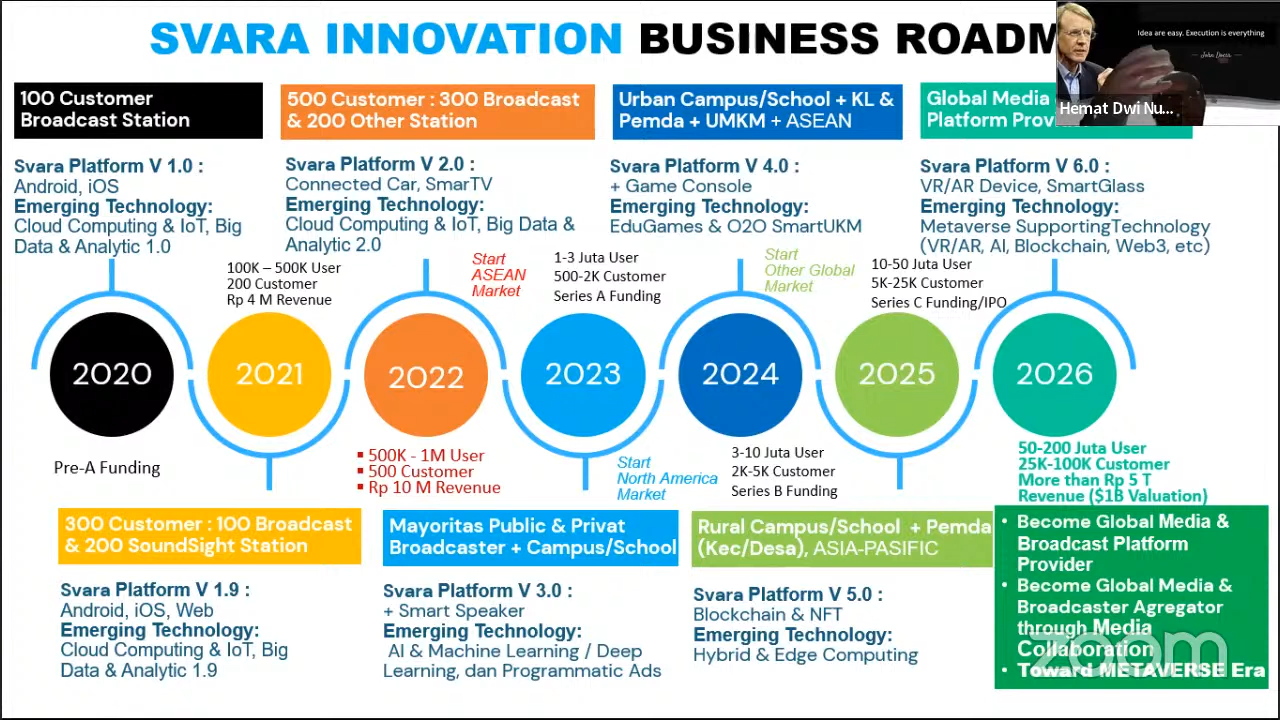 SVARA INNOVATION BUSINESS
Idea are easy. Execution is everything
Hemat Dwi Nu...
100 Customer
Broadcast Station
Svara Platform V 1.0 :
Android, iOS
Emerging Technology:
Cloud Computing & IoT, Big
Data & Analytic 1.0
500 Customer : 300 Broadcast
& 200 Other Station
Svara Platform V 2.0 :
Connected Car, SmarTV
Emerging Technology:
Cloud Computing & IoT, Big Data &
Analytic 2.0
Urban Campus/School + KL &
Pemda + UMKM + ASEAN
Svara Platform V 4.0 :
+ Game Console
Emerging Technology:
EduGames & O2O SmartUKM
Global Media
Platform
Svara Platform V 6.0 :
VR/AR Device, SmartGlass
Emerging Technology:
Metaverse SupportingTechnology
(VR/AR, AI, Blockchain, Web3, etc)
100K – 500K User
200 Customer
Rp 4 M Revenue
Start
ASEAN
Market
1-3 Juta User
500-2K Customer
Series A Funding
Start
Other Global
Market
10-50 Juta User
5K-25K Customer
Series C Funding/IPO
2020
2021
2022
2023
2024
2025
2026
Pre-A Funding
▪ 500K - 1M User
▪ 500 Customer
▪ Rp 10 M Revenue
Start
North America
Market
3-10 Juta User
2K-5K Customer
Series B Funding
50-200 Juta User
25K-100K Customer
More than Rp 5 T
Revenue ($1B Valuation)
300 Customer : 100 Broadcast
& 200 SoundSight Station
Svara Platform V 1.9 :
Android, iOS, Web
Emerging Technology:
Cloud Computing & IoT, Big
Data & Analytic 1.9
Mayoritas Public & Privat
Broadcaster + Campus/School
Svara Platform V 3.0 :
+ Smart Speaker
Emerging Technology:
AI & Machine Learning / Deep
Learning, dan Programmatic Ads
Rural Campus/School + Pemda
(Kec/Desa), ASIA-PASIFIC
Svara Platform V 5.0 :
Blockchain & NFT
Emerging Technology:
Hybrid & Edge Computing
• Become Global Media &
Broadcast Platform
Provider
• Become Global Media &
Broadcaster Agregator
through Media
Collaboration
• Toward METAVERSE Era
zoom